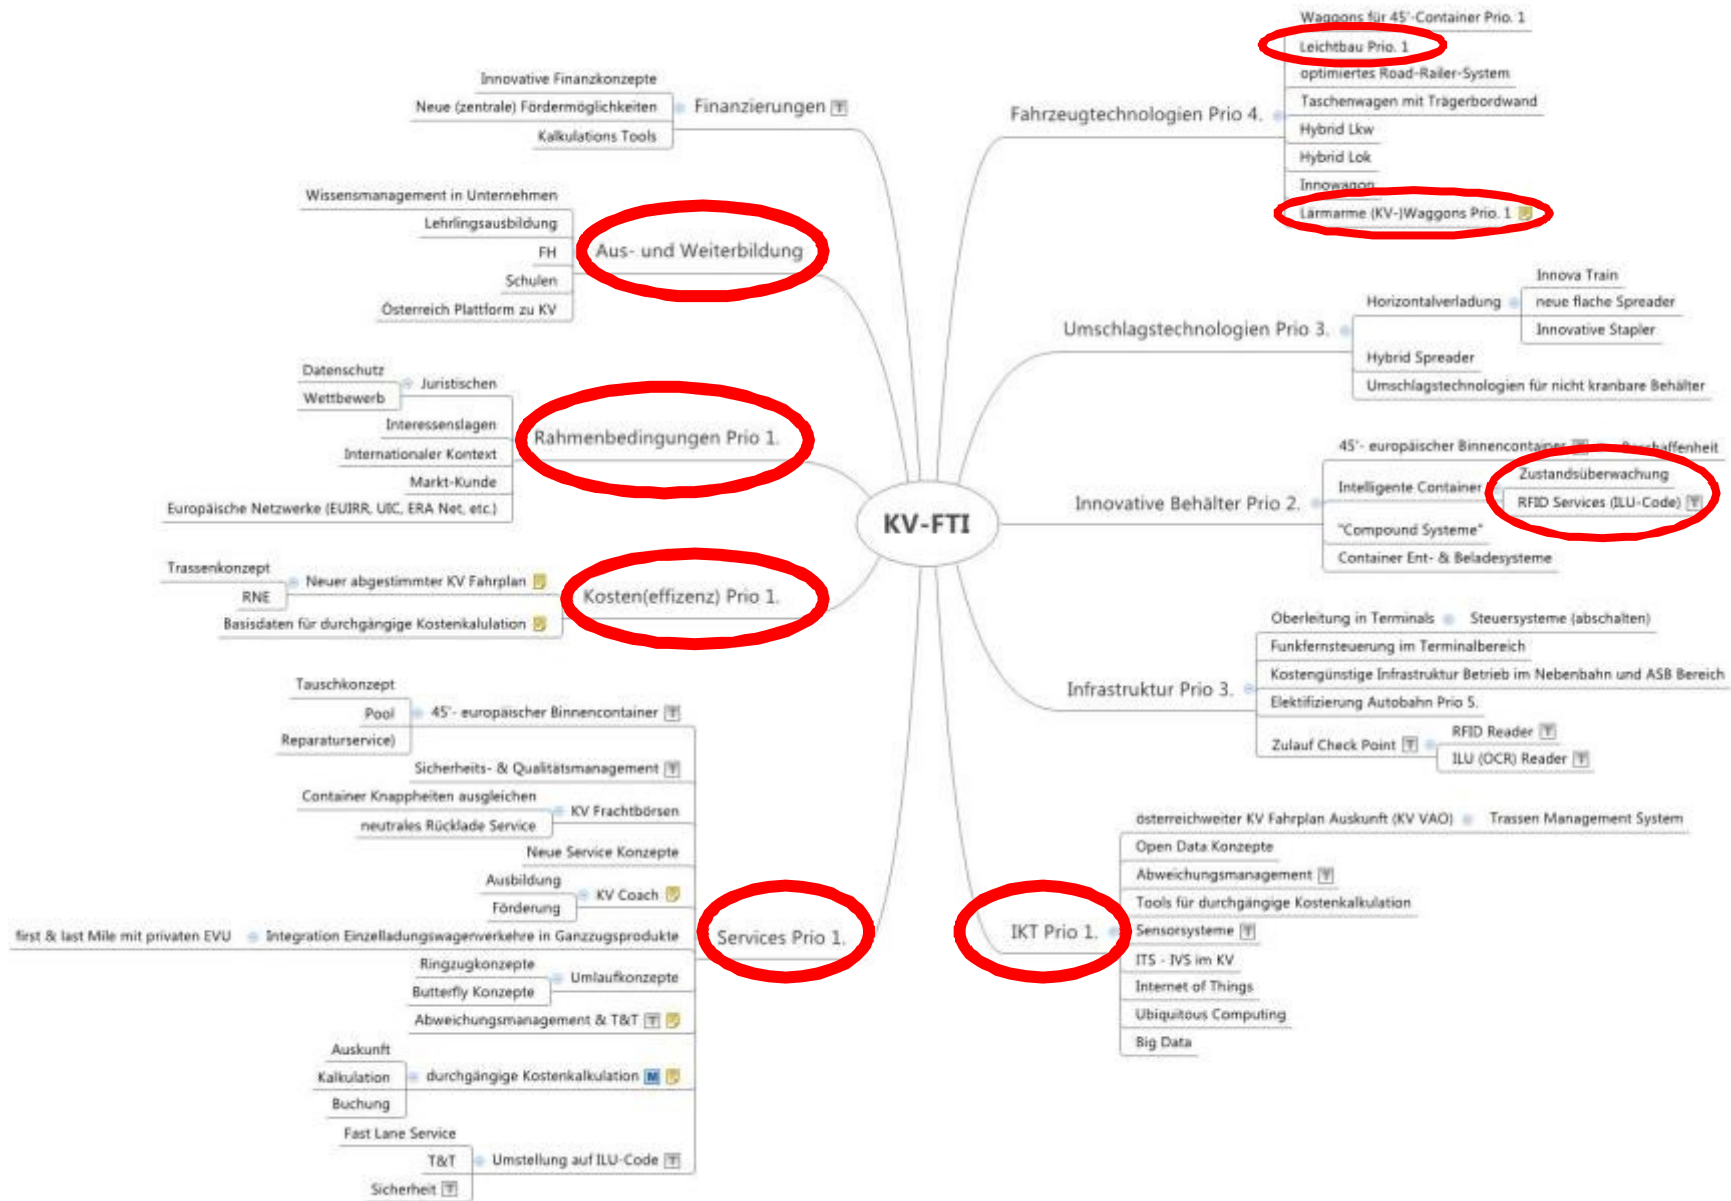 KV-FTI
Finanzierungen
Innovative Finanzkonzepte
Neue (zentrale) Fördermöglichkeiten
Kalkulations Tools
Aus- und Weiterbildung
Wissensmanagement in Unternehmen
Lehrlingsausbildung
FH
Schulen
Österreich Plattform zu KV
Rahmenbedingungen Prio 1.
Juristischen
Datenschutz
Wettbewerb
Interessenslagen
Internationaler Kontext
Markt-Kunde
Europäische Netzwerke (EUIRR, UIC, ERA Net, etc.)
Kosten(effizenz) Prio 1.
Neuer abgestimmter KV Fahrplan
Trassenkonzept
RNE
Basisdaten für durchgängige Kostenkalulation
Services Prio 1.
45'- europäischer Binnencontainer
Tauschkonzept
Pool
Reparaturservice)
Sicherheits- & Qualitätsmanagement
KV Frachtbörsen
Container Knappheiten ausgleichen
neutrales Rücklade Service
Neue Service Konzepte
KV Coach
Ausbildung
Förderung
Integration Einzelladungswagenverkehre in Ganzzugsprodukte
first & last Mile mit privaten EVU
Umlaufkonzepte
Ringzugkonzepte
Butterfly Konzepte
Abweichungsmanagement & T&T
durchgängige Kostenkalkulation
M
Auskunft
Kalkulation
Buchung
Umstellung auf ILU-Code
Fast Lane Service
T&T
Sicherheit
Fahrzeugtechnologien Prio 4.
Waggons für 45'-Container Prio. 1
Leichtbau Prio. 1
optimiertes Road-Railer-System
Taschenwagen mit Trägerbordwand
Hybrid Lkw
Hybrid Lok
Innowagon
Lärmarme (KV-)Waggons Prio. 1
Umschlagstechnologien Prio 3.
Horizontalverladung
Innova Train
neue flache Spreader
Innovative Stapler
Hybrid Spreader
Umschlagstechnologien für nicht kranbare Behälter
Innovative Behälter Prio 2.
45'- europäischer Binnencontainer
Beschaffenheit
Intelligente Container
Zustandsüberwachung
RFID Services (ILU-Code)
"Compound Systeme"
Container Ent- & Beladesysteme
Infrastruktur Prio 3.
Oberleitung in Terminals
Steuersysteme (abschalten)
Funkfernsteuerung im Terminalbereich
Kostengünstige Infrastruktur Betrieb im Nebenbahn und ASB Bereich
Elektifizierung Autobahn Prio 5.
Zulauf Check Point
RFID Reader
ILU (OCR) Reader
IKT Prio 1.
österreichweiter KV Fahrplan Auskunft (KV VAO)
Trassen Management System
Open Data Konzepte
Abweichungsmanagement
Tools für durchgängige Kostenkalkulation
Sensorsysteme
ITS - IVS im KV
Internet of Things
Ubiquitous Computing
Big Data